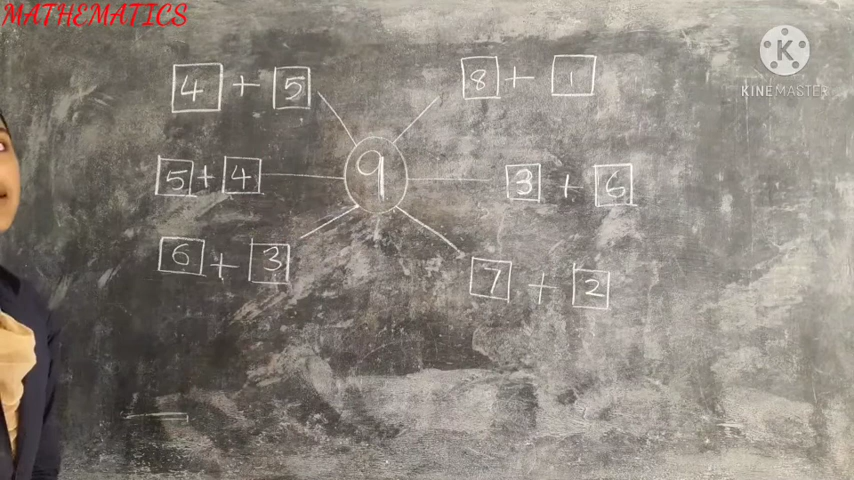 MATHEMATICS
K
KINEMASTER
4 + 5
8 + 1
9
5 + 4
3 + 6
6 + 3
7 + 2